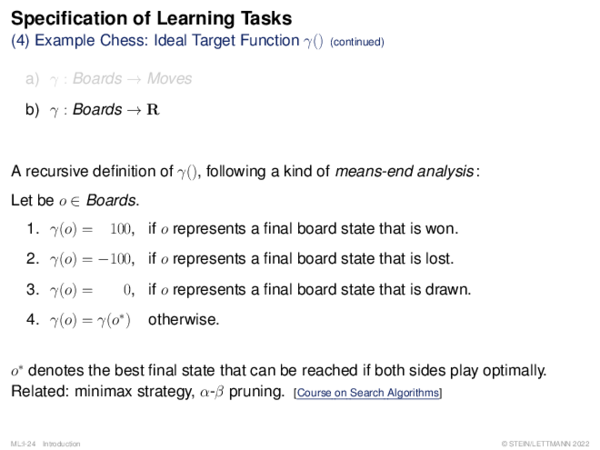 Specification of Learning Tasks
(4) Example Chess: Ideal Target Function γ() (continued)
a) γ : Boards → Moves
b) γ : Boards → R
A recursive definition of γ(), following a kind of means-end analysis:
Let be o ∈ Boards.
1. γ(o) = 100, if o represents a final board state that is won.
2. γ(o) = −100, if o represents a final board state that is lost.
3. γ(o) = 0, if o represents a final board state that is drawn.
4. γ(o) = γ(o*) otherwise.
o* denotes the best final state that can be reached if both sides play optimally.
Related: minimax strategy, α-β pruning. [Course on Search Algorithms]
ML:I-24 Introduction © STEIN/LETTMANN 2022